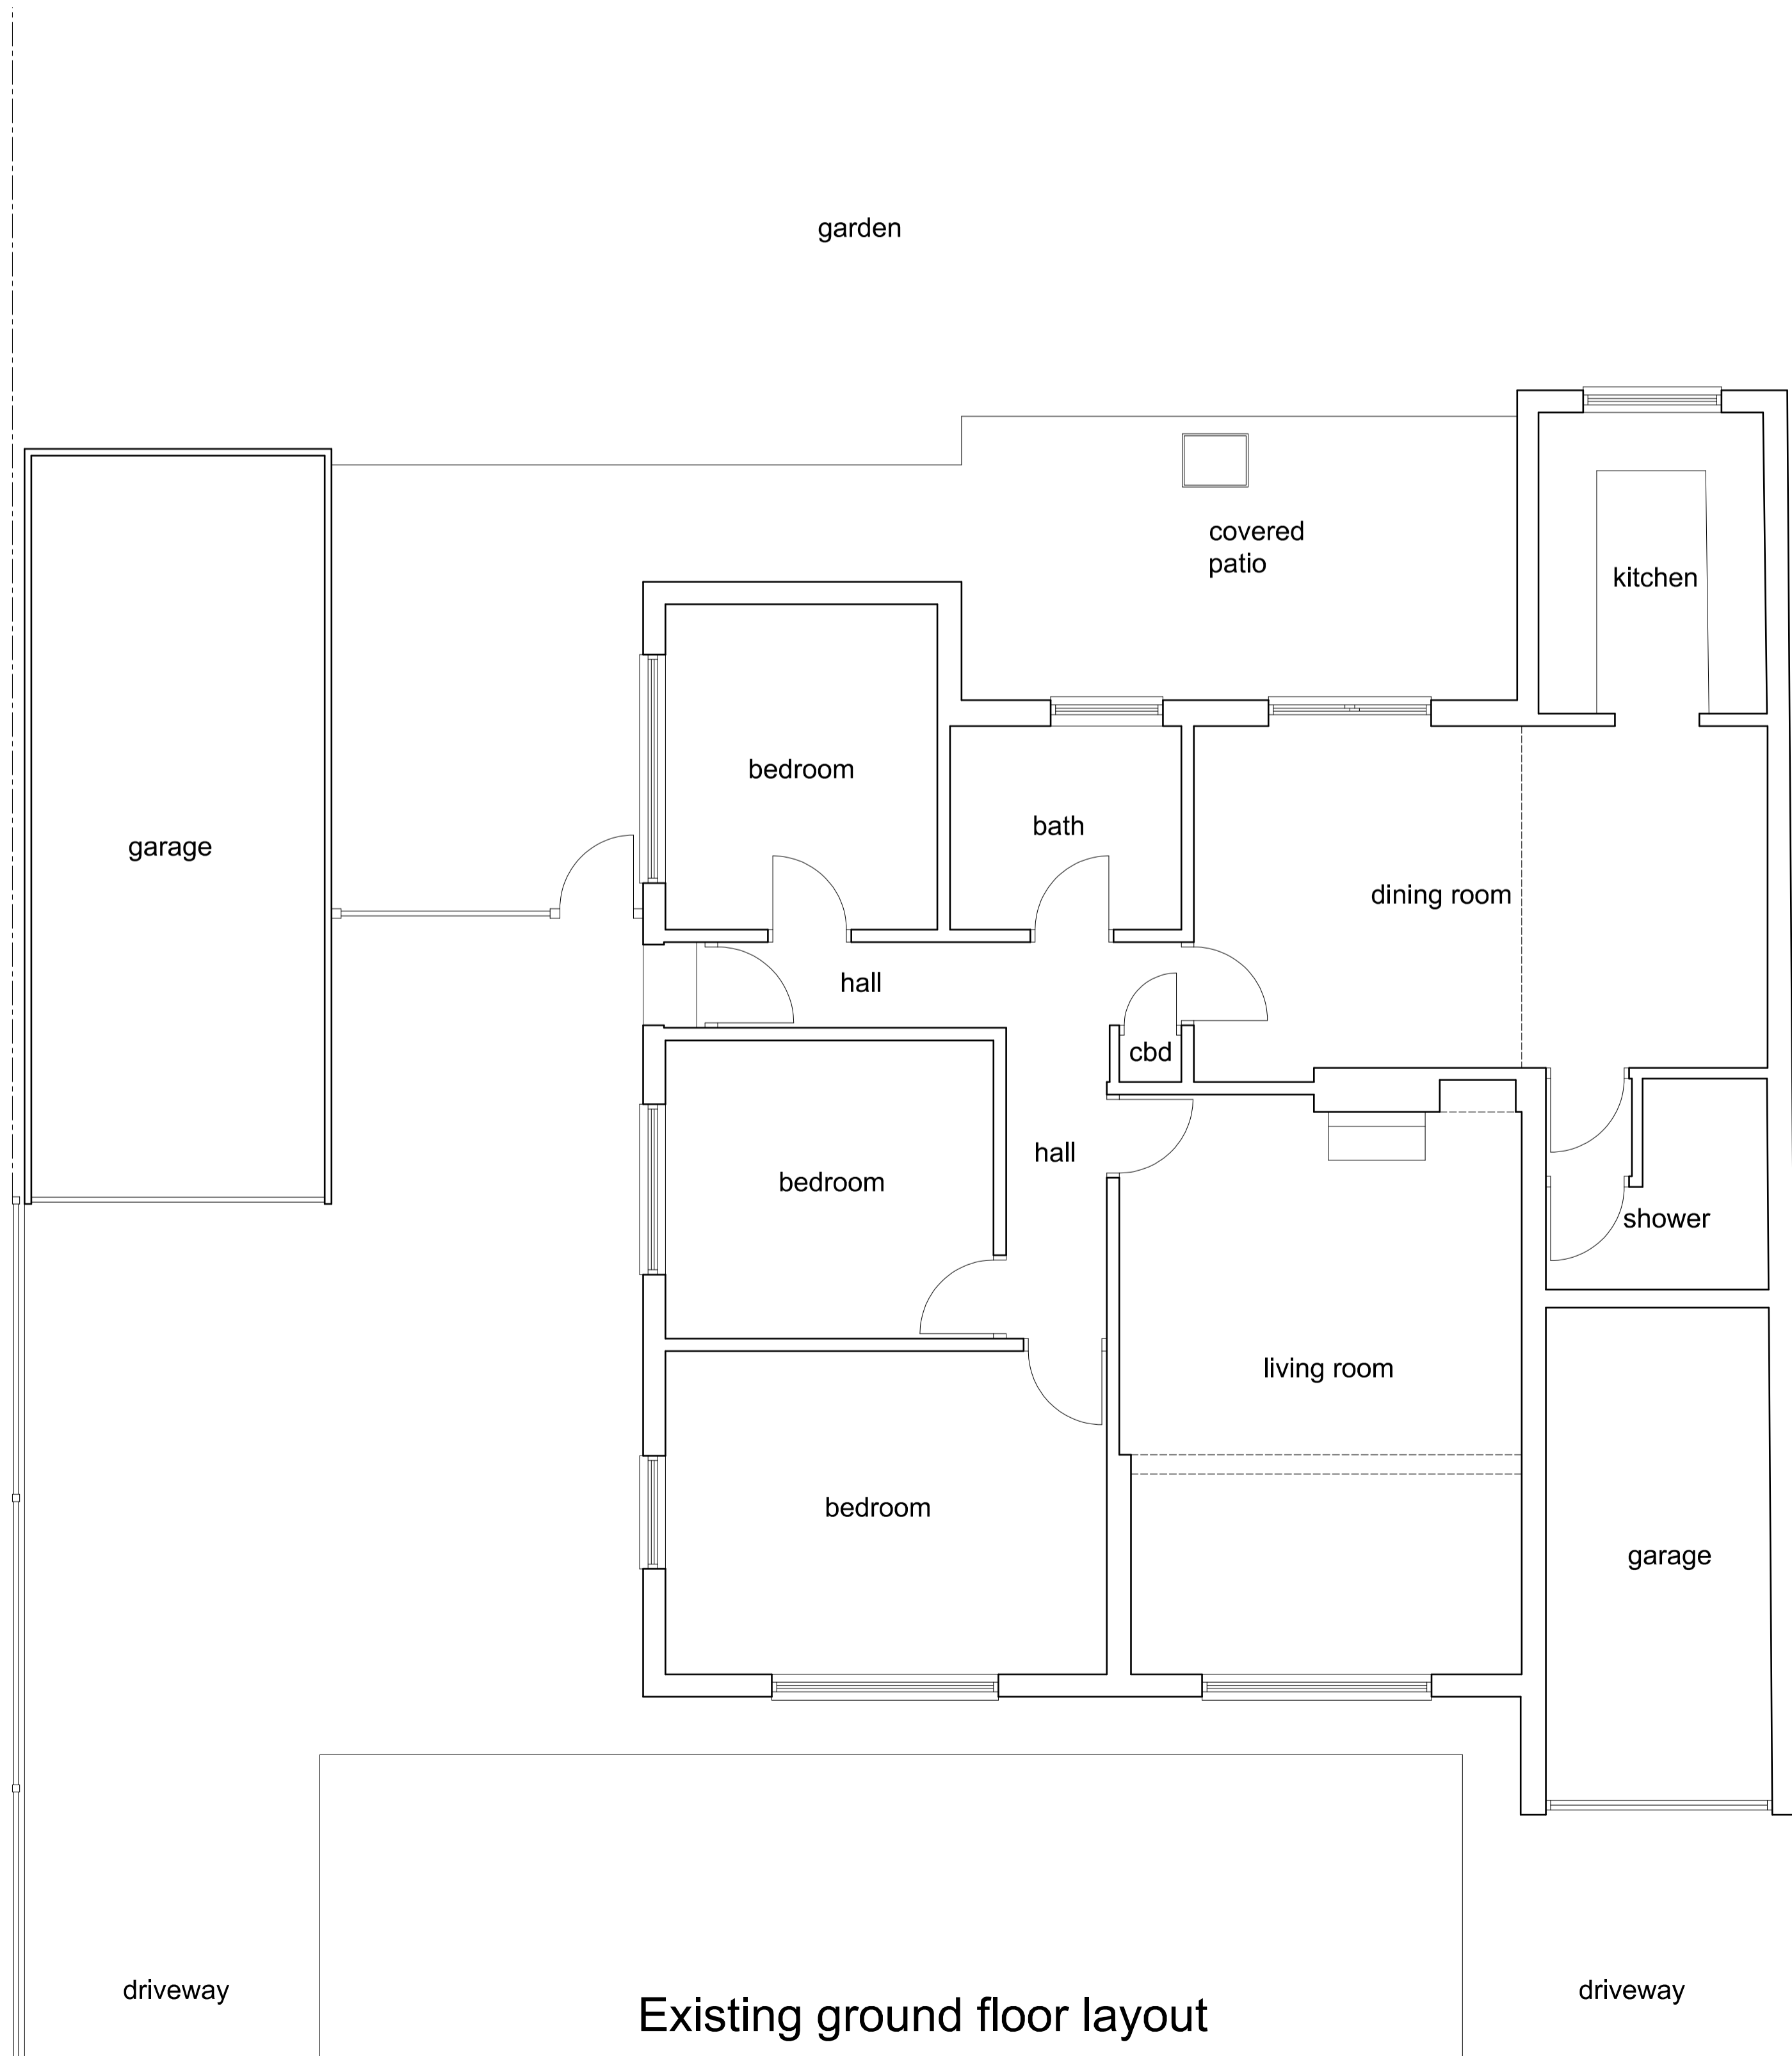 garden
covered
patio
kitchen
bedroom
bath
garage
dining room
hall
cbd
hall
bedroom
shower
living room
bedroom
garage
driveway
driveway
Existing ground floor layout